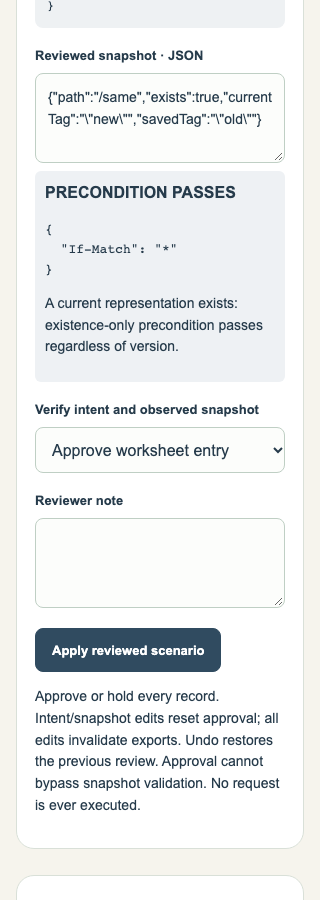 }
Reviewed snapshot · JSON
{"path":"/same","exists":true,"current
Tag":"\"new\"","savedTag":"\"old\""}
PRECONDITION PASSES
{
  "If-Match": "*"
}
A current representation exists:
existence-only precondition passes
regardless of version.
Verify intent and observed snapshot
Approve worksheet entry
Reviewer note
Apply reviewed scenario
Approve or hold every record.
Intent/snapshot edits reset approval; all
edits invalidate exports. Undo restores
the previous review. Approval cannot
bypass snapshot validation. No request
is ever executed.